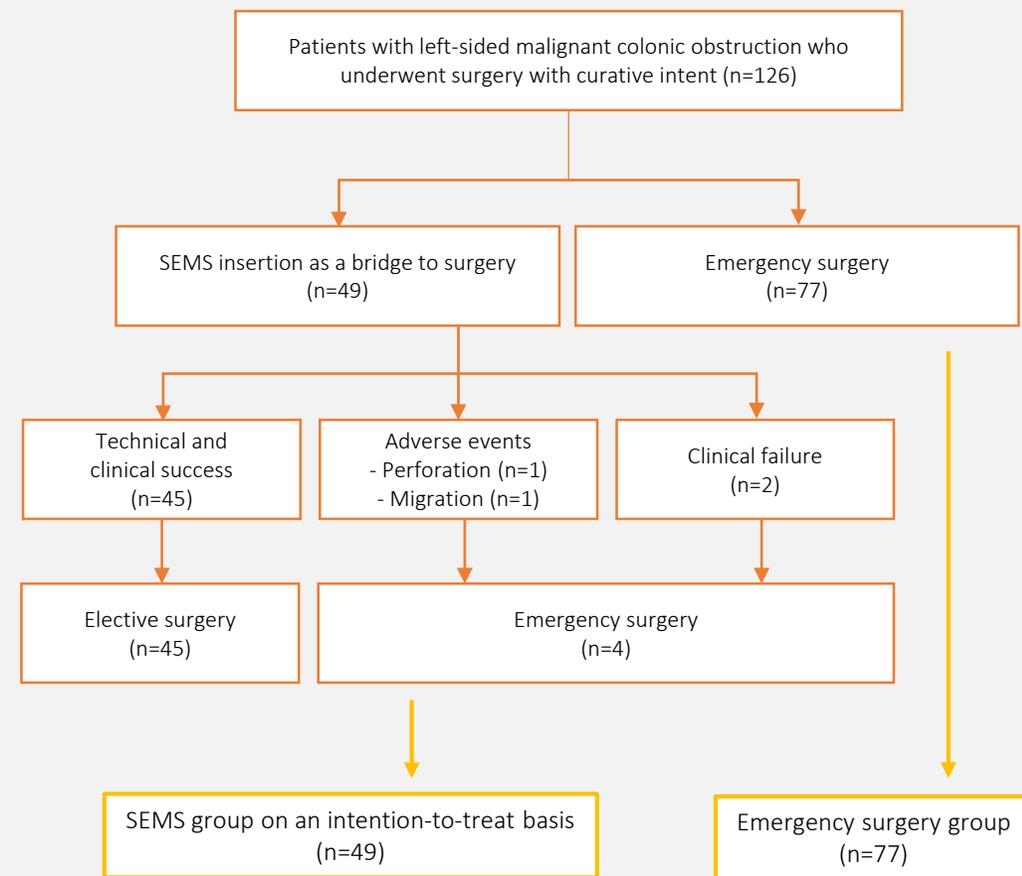 Patients with left-sided malignant colonic obstruction who
underwent surgery with curative intent (n=126)
SEMS insertion as a bridge to surgery
(n=49)
Emergency surgery
(n=77)
Technical and
clinical success
(n=45)
Adverse events
- Perforation (n=1)
- Migration (n=1)
Clinical failure
(n=2)
Elective surgery
(n=45)
Emergency surgery
(n=4)
SEMS group on an intention-to-treat basis
(n=49)
Emergency surgery group
(n=77)